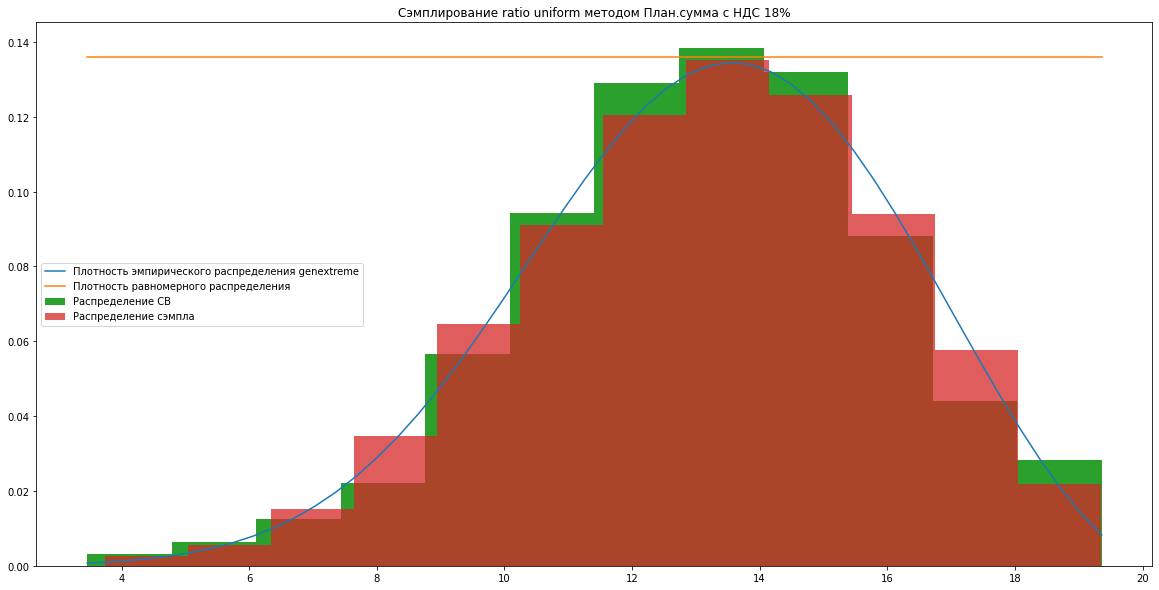 Сэмплирование ratio uniform методом План.сумма с НДС 18%
0.14
0.12
0.10
0.08
0.06
0.04
0.02
0.00
Плотность эмпирического распределения genextreme
Плотность равномерного распределения
Распределение СВ
Распределение сэмпла
4 6 8 10 12 14 16 18 20